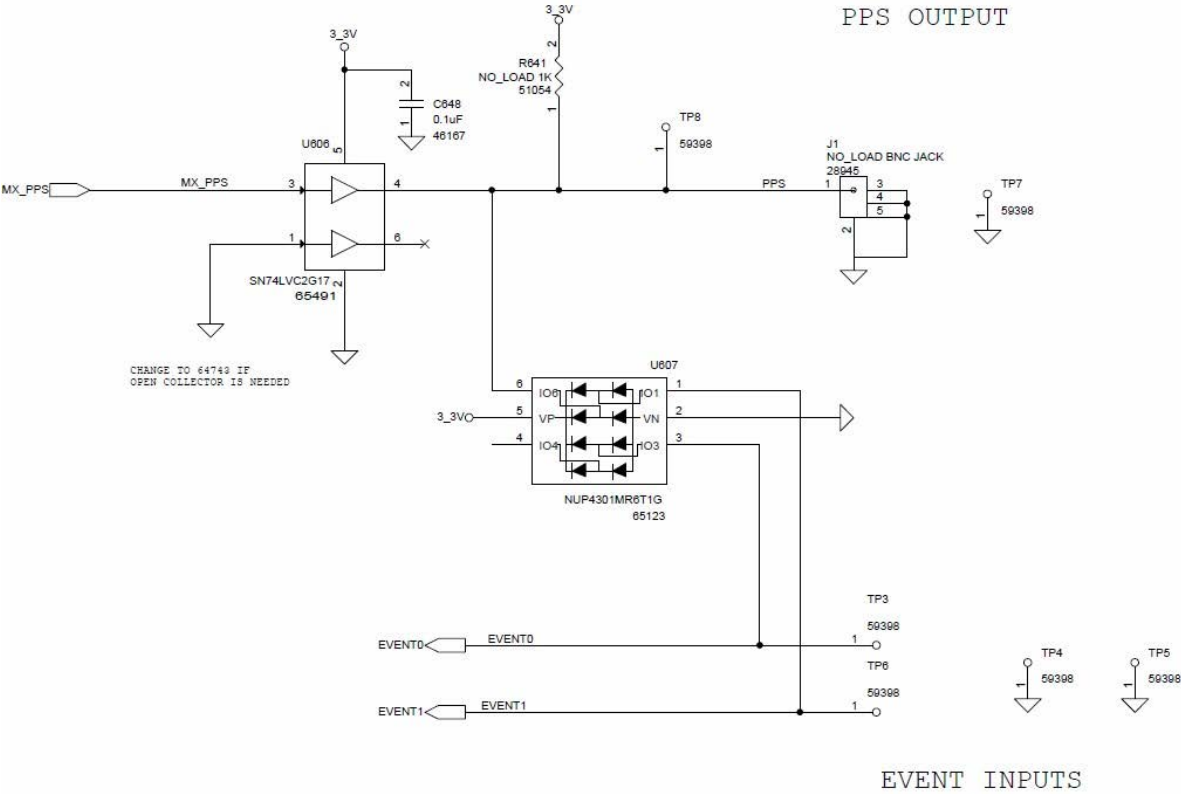 PPS OUTPUT
3_3V
3_3V
2
R641
NO_LOAD 1K
51054
1
2
C648
0.1uF
46167
1
TP8
59398
1
U606
5
J1
NO_LOAD BNC JACK
28945
MX_PPS
MX_PPS
3
4
PPS
1
3
4
5
2
TP7
59398
1
1
6
SN74LVC2G17
65491
2
CHANGE TO 64743 IF
OPEN COLLECTOR IS NEEDED
U607
6
IO6
IO1
1
3_3V
5
VP
VN
2
4
IO4
IO3
3
NUP4301MR6T1G
65123
TP3
59398
EVENT0
EVENT0
1
TP6
59398
EVENT1
EVENT1
1
TP4
59398
1
TP5
59398
1
EVENT INPUTS